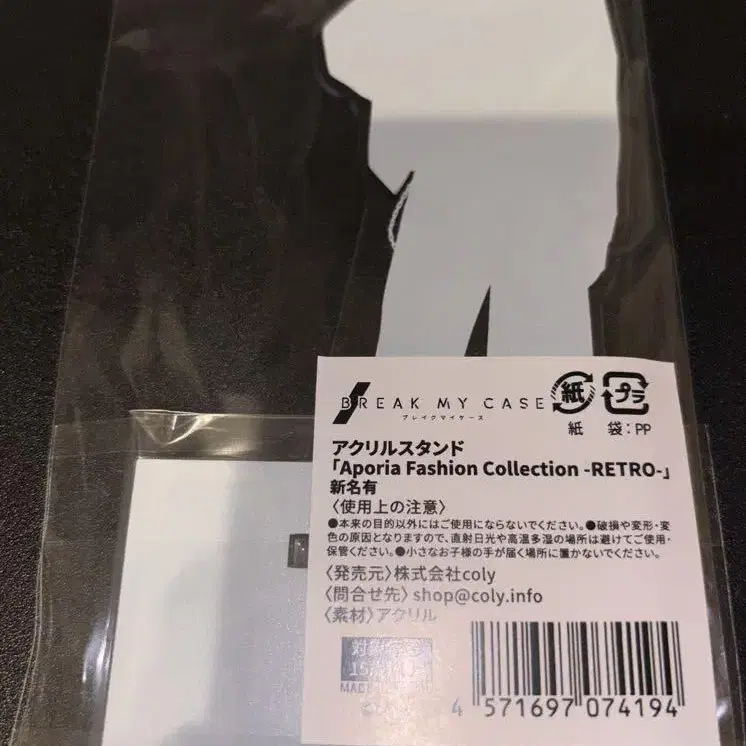 BREAK MY CASE
ブレイクマイケース
紙
プラ
紙 袋:PP
アクリルスタンド
「Aporia Fashion Collection -RETRO-」
新名有
〈使用上の注意〉
●本来の目的以外にはご使用にならないでください。●破損や変形・変
色の原因となりますので、直射日光や高温多湿の場所は避けてご使用・
保管ください。●小さなお子様の手が届く場所に置かないでください。
〈発売元〉株式会社coly
〈問合せ先〉shop@coly.info
〈素材〉アクリル
対象
15
MADE
4 571697 074194